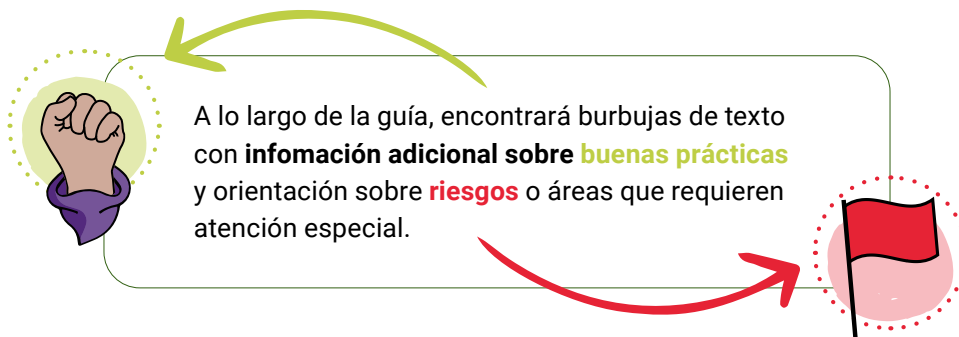 A lo largo de la guía, encontrará burbujas de texto
con infomación adicional sobre buenas prácticas
y orientación sobre riesgos o áreas que requieren
atención especial.